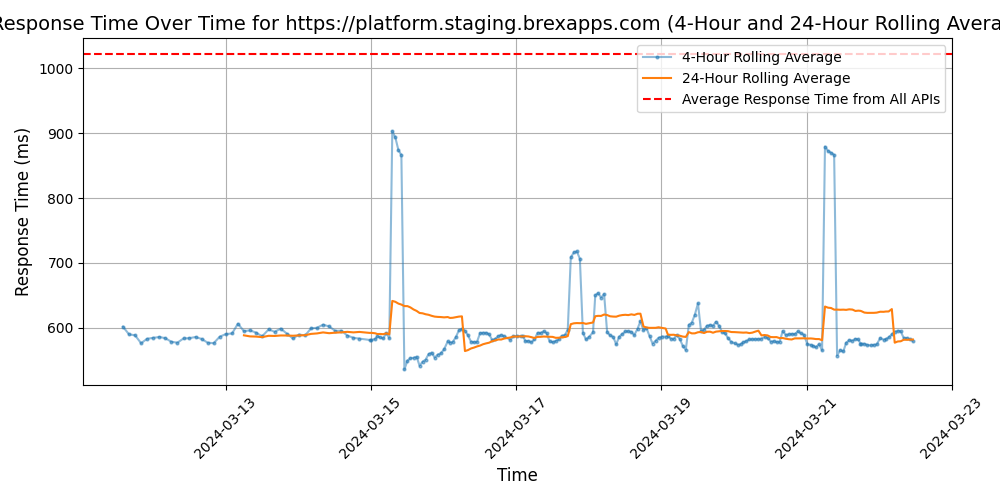 Response Time Over Time for https://platform.staging.brexapps.com (4-Hour and 24-Hour Rolling Avera
Response Time (ms)
1000
900
800
700
600
4-Hour Rolling Average
24-Hour Rolling Average
Average Response Time from All APIs
2024-03-13
2024-03-15
2024-03-17
2024-03-19
2024-03-21
2024-03-23
Time